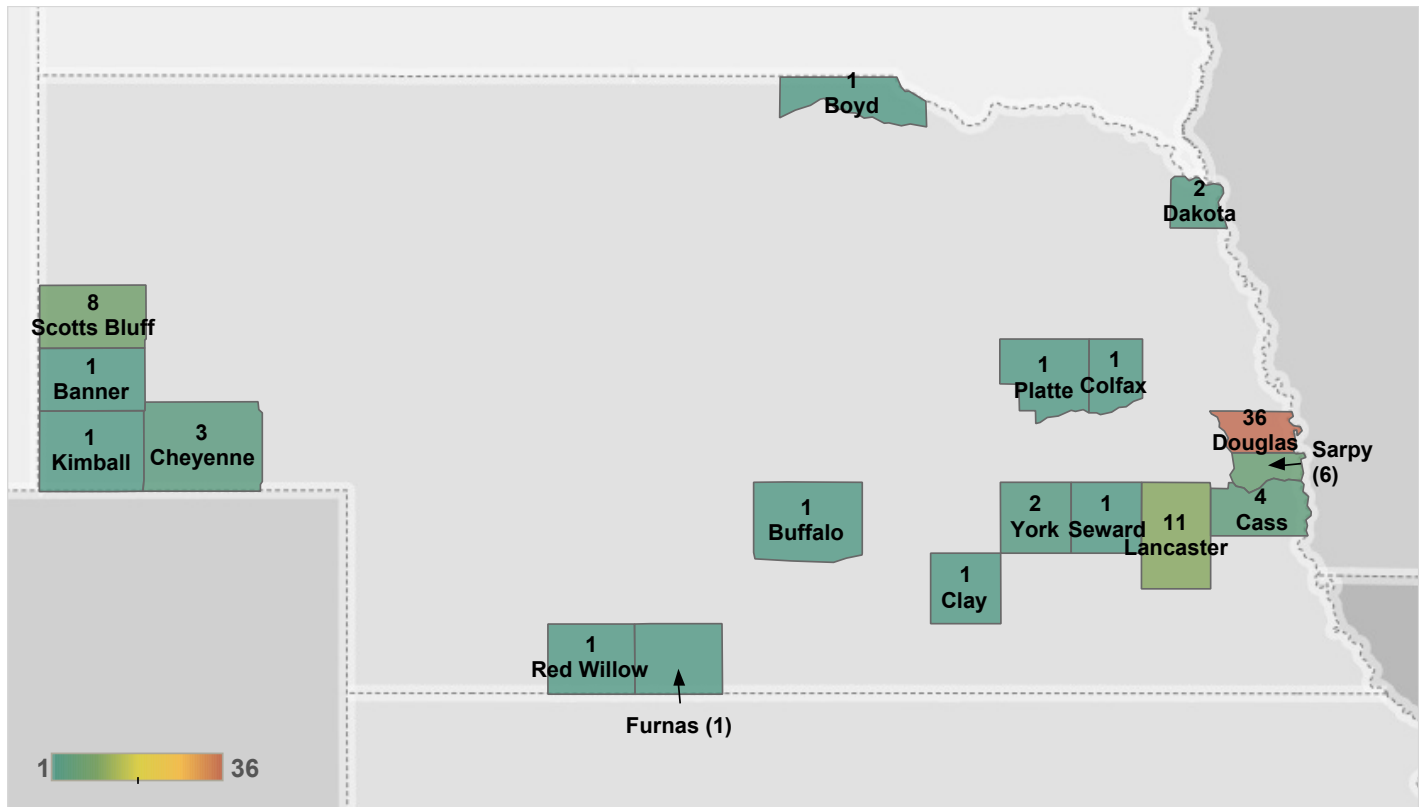 1
Boyd
2
Dakota
8
Scotts Bluff
1
Banner
1
Kimball
3
Cheyenne
1
Platte
1
Colfax
36
Douglas
Sarpy
(6)
4
Cass
1
Buffalo
2
York
1
Seward
11
Lancaster
1
Clay
1
Red Willow
Furnas (1)
1 36